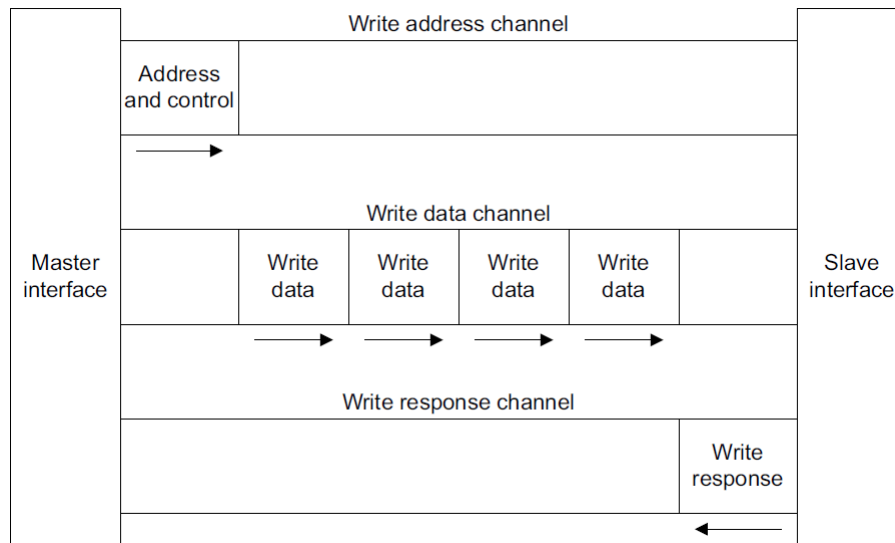 Write address channel
Address
and control
Write data channel
Master
interface
Write
data
Write
data
Write
data
Write
data
Slave
interface
Write response channel
Write
response